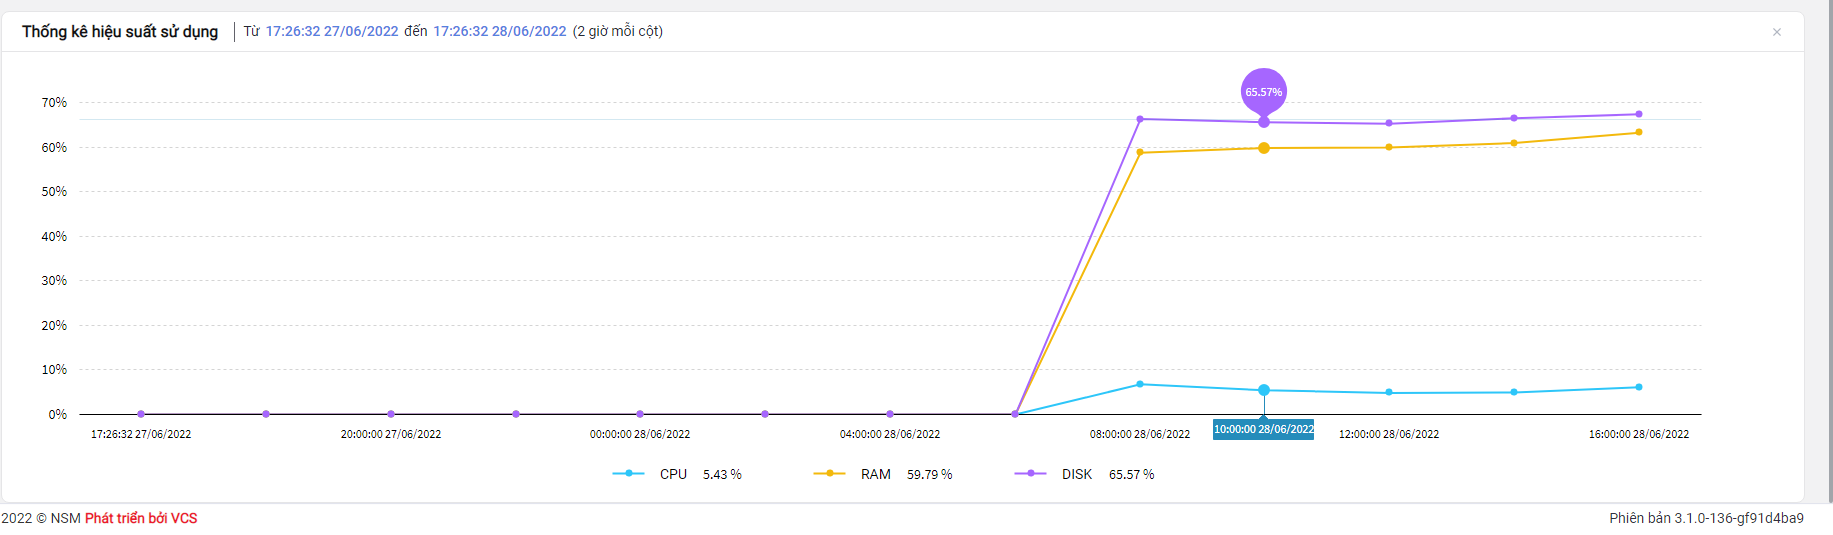 Thống kê hiệu suất sử dụng Từ 17:26:32 27/06/2022 đến 17:26:32 28/06/2022 (2 giờ mỗi cột) ×
65.57%
70%
60%
50%
40%
30%
20%
10%
0%
17:26:32 27/06/2022 20:00:00 27/06/2022 00:00:00 28/06/2022 04:00:00 28/06/2022 08:00:00 28/06/2022 10:00:00 28/06/2022 12:00:00 28/06/2022 16:00:00 28/06/2022
CPU 5.43 % RAM 59.79 % DISK 65.57 %
2022 © NSM Phát triển bởi VCS Phiên bản 3.1.0-136-gf91d4ba9